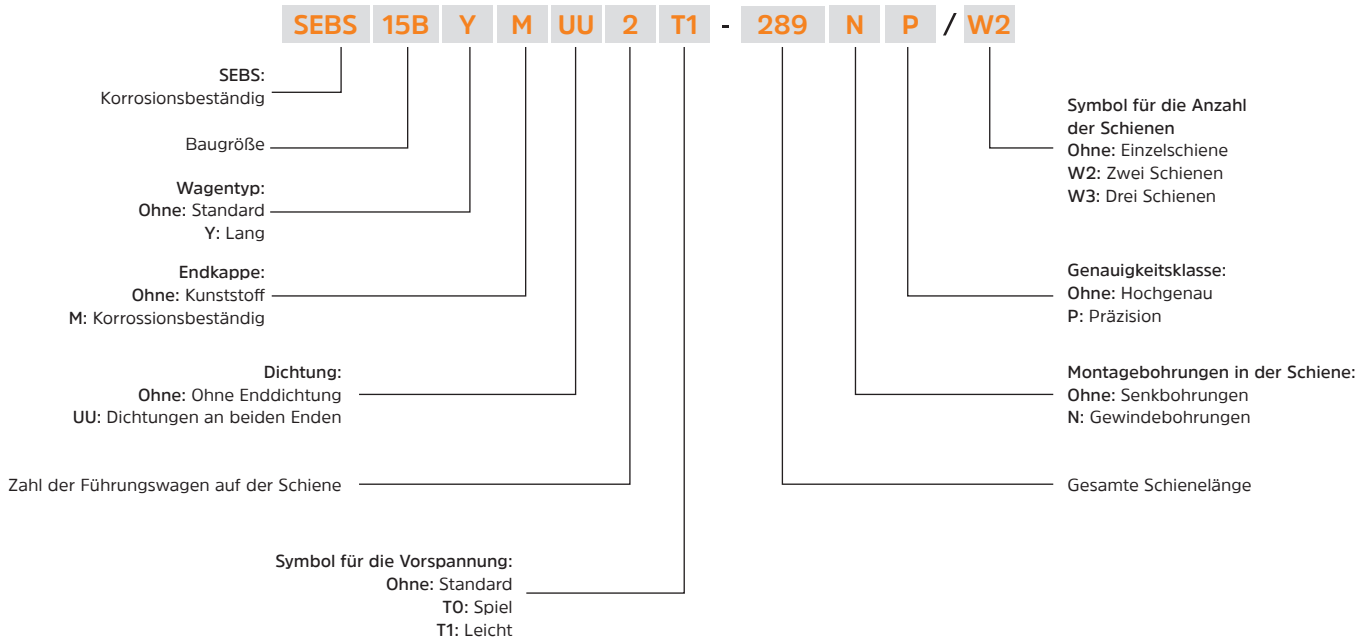 SEBS 15B Y M UU 2 T1 - 289 N P / W2
SEBS:
Korrosionsbeständig
Baugröße
Wagentyp:
Ohne: Standard
Y: Lang
Endkappe:
Ohne: Kunststoff
M: Korrossionsbeständig
Dichtung:
Ohne: Ohne Enddichtung
UU: Dichtungen an beiden Enden
Zahl der Führungswagen auf der Schiene
Symbol für die Vorspannung:
Ohne: Standard
T0: Spiel
T1: Leicht
Symbol für die Anzahl
der Schienen
Ohne: Einzelschiene
W2: Zwei Schienen
W3: Drei Schienen
Genauigkeitsklasse:
Ohne: Hochgenau
P: Präzision
Montagebohrungen in der Schiene:
Ohne: Senkbohrungen
N: Gewindebohrungen
Gesamte Schienelänge